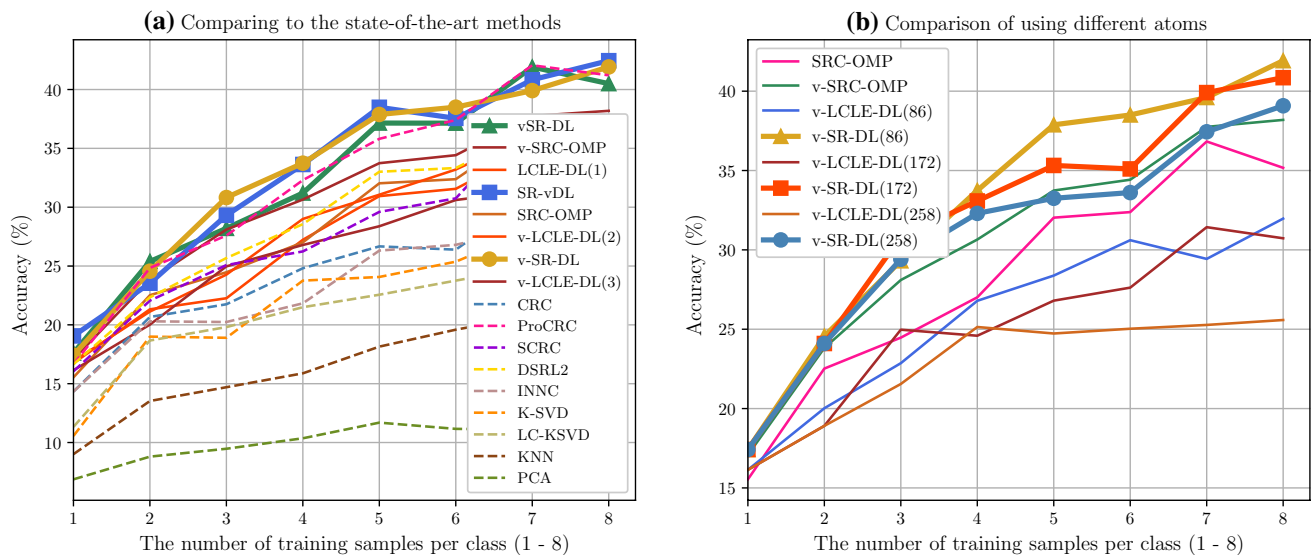 (a) Comparing to the state-of-the-art methods
Accuracy (%)
40
35
30
25
20
15
10
vSR-DL
v-SRC-OMP
LCLE-DL(1)
SR-vDL
SRC-OMP
v-LCLE-DL(2)
v-SR-DL
v-LCLE-DL(3)
CRC
ProCRC
SCRC
DSRL2
INNC
K-SVD
LC-KSVD
KNN
PCA
1 2 3 4 5 6 7 8
The number of training samples per class (1 - 8)
(b) Comparison of using different atoms
Accuracy (%)
40
35
30
25
20
15
SRC-OMP
v-SRC-OMP
v-LCLE-DL(86)
v-SR-DL(86)
v-LCLE-DL(172)
v-SR-DL(172)
v-LCLE-DL(258)
v-SR-DL(258)
1 2 3 4 5 6 7 8
The number of training samples per class (1 - 8)